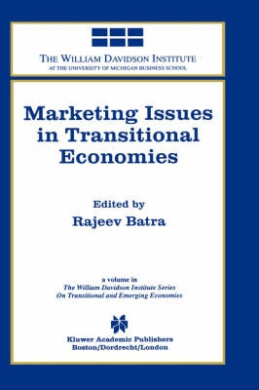 THE WILLIAM DAVIDSON INSTITUTE
AT THE UNIVERSITY OF MICHIGAN BUSINESS SCHOOL
Marketing Issues
in Transitional
Economies
Edited by
Rajeev Batra
a volume in
The William Davidson Institute Series
On Transitional and Emerging Economies
Kluwer Academic Publishers
Boston/Dordrecht/London